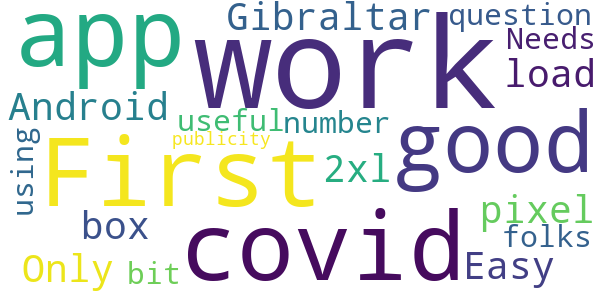 app
work
Gibraltar
question
Needs
load
Android
useful
number
good
using
First
publicity
2xl
box
covid
pixel
folks
Only
bit
Easy